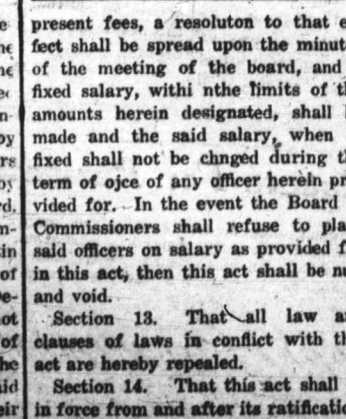 present fees, a resoluton to that e
fect shall be spread upon the minut
of the meeting of the board, and
fixed salary, withi nthe limits of th
amounts herein designated, shall
made and the said salary, when
fixed shall not be chnged during th
term of ojce of any officer herein pr
vided for. In the event the Board
Commissioners shall refuse to pla
said officers on salary as provided f
in this act, then this act shall be nu
and void.
Section 13. That all law a
clauses of laws in conflict with th
act are hereby repealed.
Section 14. That this act shall
in force from and after its ratificatio